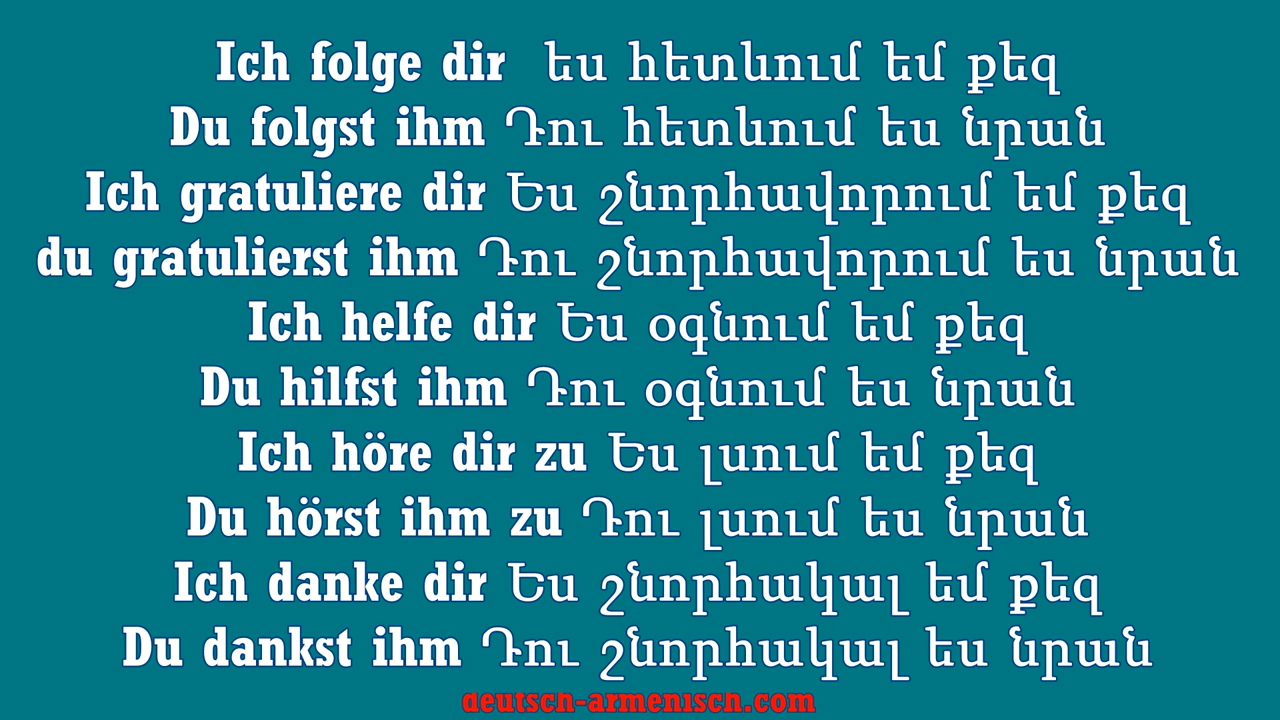 Ich folge dir ես հետևում եմ քեզ
Du folgst ihm Դու հետևում ես նրան
Ich gratuliere dir Ես շնորհավորում եմ քեզ
du gratulierst ihm Դու շնորհավորում ես նրան
Ich helfe dir Ես օգնում եմ քեզ
Du hilfst ihm Դու օգնում ես նրան
Ich höre dir zu Ես լսում եմ քեզ
Du hörst ihm zu Դու լսում ես նրան
Ich danke dir Ես շնորհակալ եմ քեզ
Du dankst ihm Դու շնորհակալ ես նրան
deutsch-armenisch.com